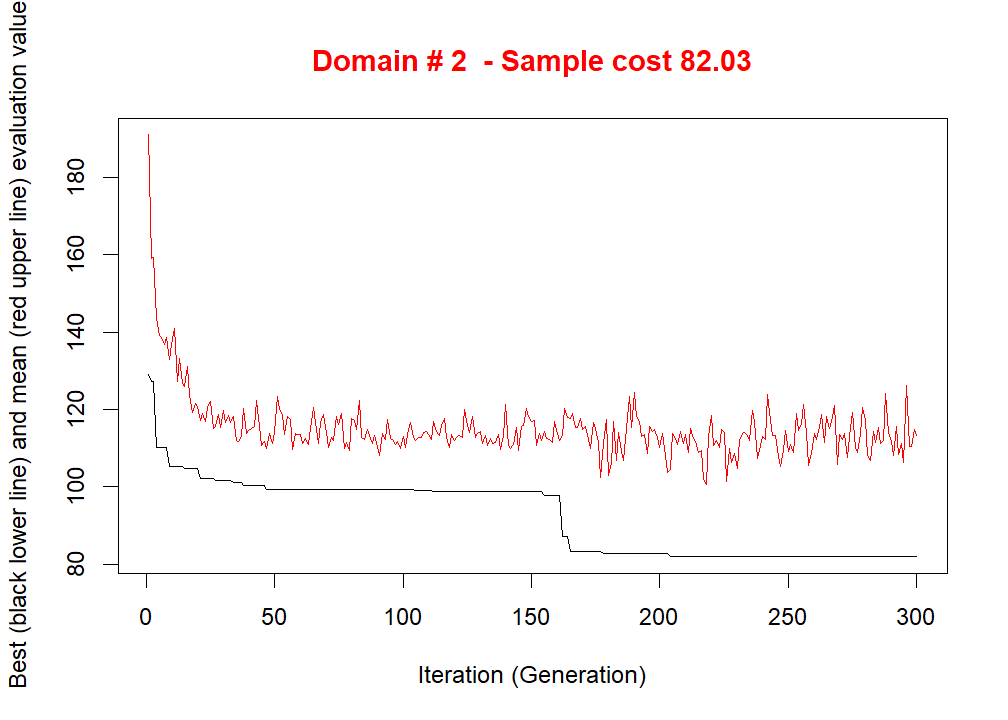 Domain # 2  - Sample cost 82.03
Best (black lower line) and mean (red upper line) evaluation value
180
160
140
120
100
80
0 50 100 150 200 250 300
Iteration (Generation)